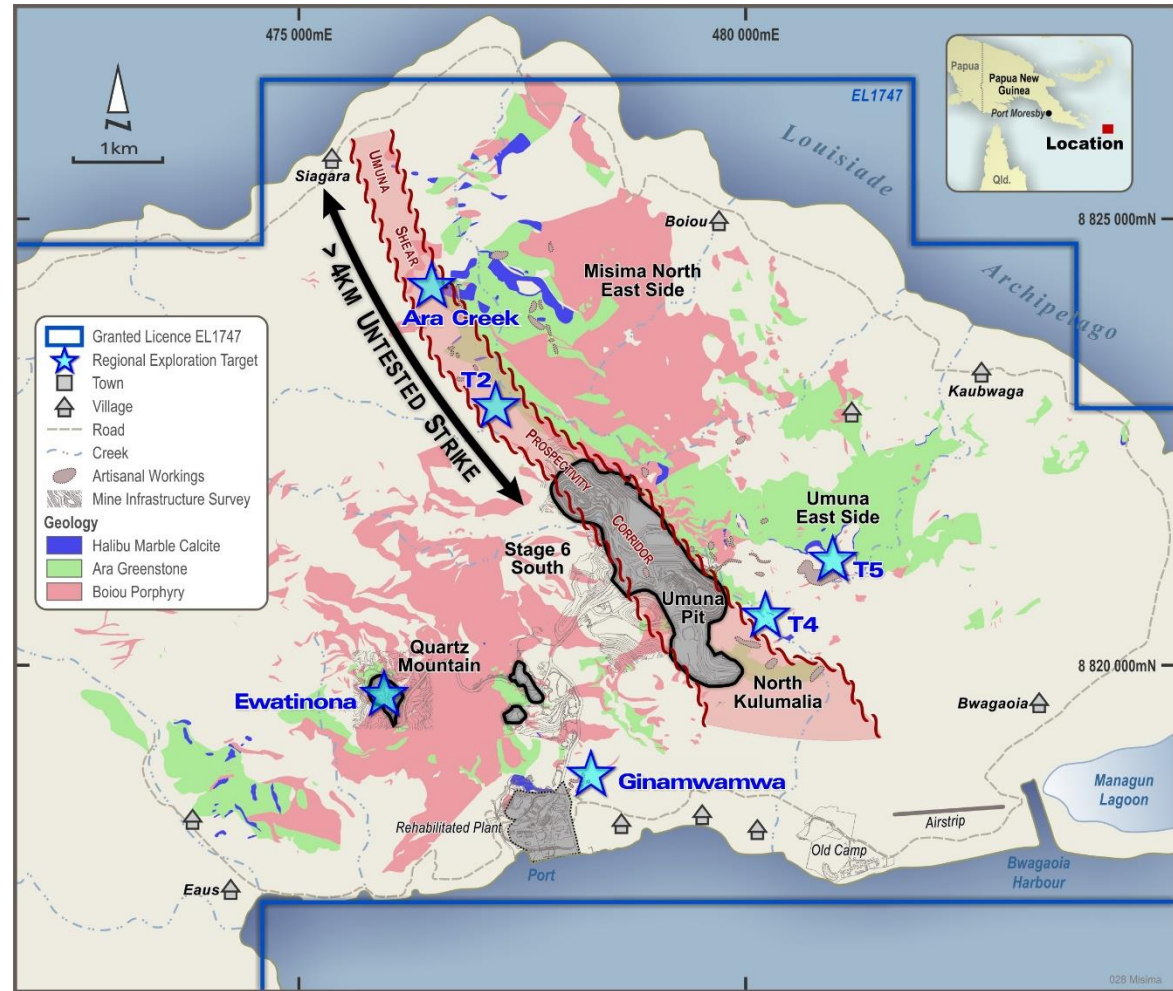 475 000mE
480 000mE
EL1747
Papua
Papua New
Guinea
Port Moresby
Location
Qld.
N
1km
Louisiade
Archipelago
8 825 000mN
Siagara
UMUNA
SHEAR
PROSPECTIVITY
CORRIDOR
> 4KM UNTESTED STRIKE
Boiou
Misima North
East Side
Ara Creek
T2
Kaubwaga
Granted Licence EL1747
Regional Exploration Target
Town
Village
Road
Creek
Artisanal Workings
Mine Infrastructure Survey
Geology
Halibu Marble Calcite
Ara Greenstone
Boiou Porphyry
Umuna
East Side
T5
Stage 6
South
Umuna
Pit
T4
8 820 000mN
Quartz
Mountain
Ewatinona
North
Kulumalia
Bwagaoia
Ginamwamwa
Managun
Lagoon
Rehabilitated Plant
Airstrip
Old Camp
Port
Bwagaoia
Harbour
Eaus
028 Misima